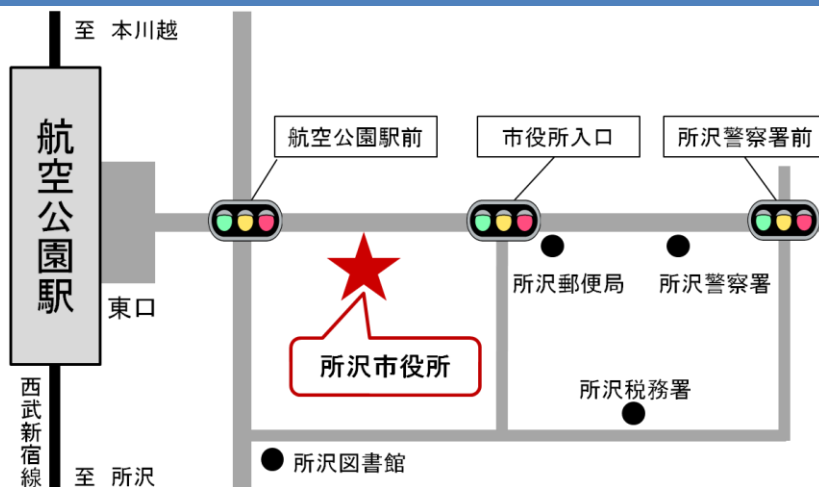 至 本川越
航空公園駅前
市役所入口
所沢警察署前
航空公園駅
東口
所沢郵便局
所沢警察署
所沢市役所
所沢税務署
西武新宿線
所沢図書館
至 所沢